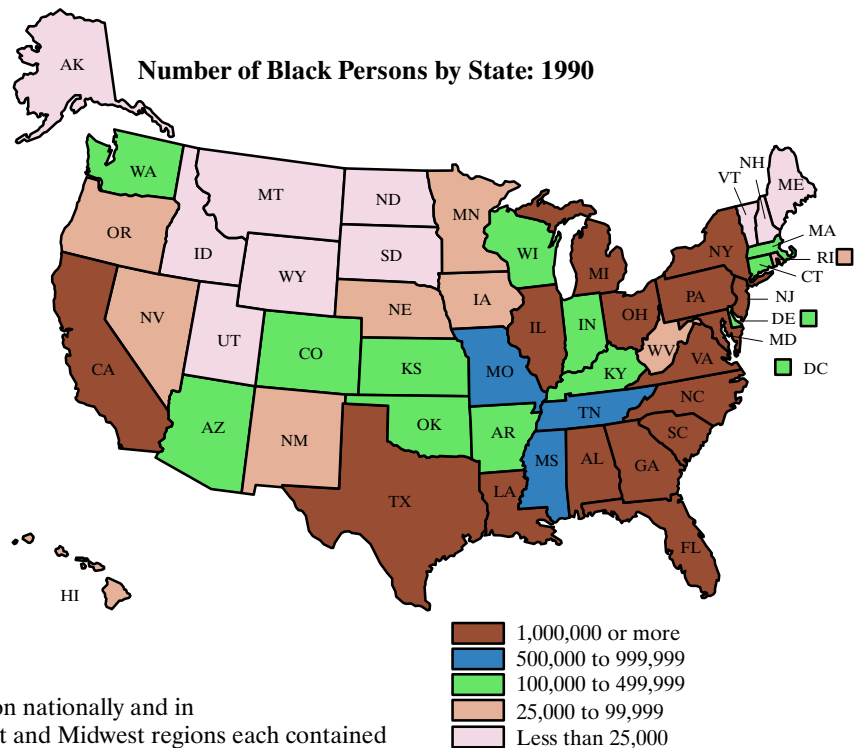 AK
Number of Black Persons by State: 1990
WA
MT
ND
MN
NH
VT
ME
OR
ID
SD
WI
NY
MA
RI
WY
MI
CT
NV
NE
IA
PA
NJ
UT
IL
IN
OH
DE
MD
CA
CO
KS
MO
WV
VA
KY
DC
NC
AZ
NM
OK
AR
TN
SC
MS
AL
GA
TX
LA
FL
HI
1,000,000 or more
500,000 to 999,999
100,000 to 499,999
25,000 to 99,999
Less than 25,000
on nationally and in
t and Midwest regions each contained